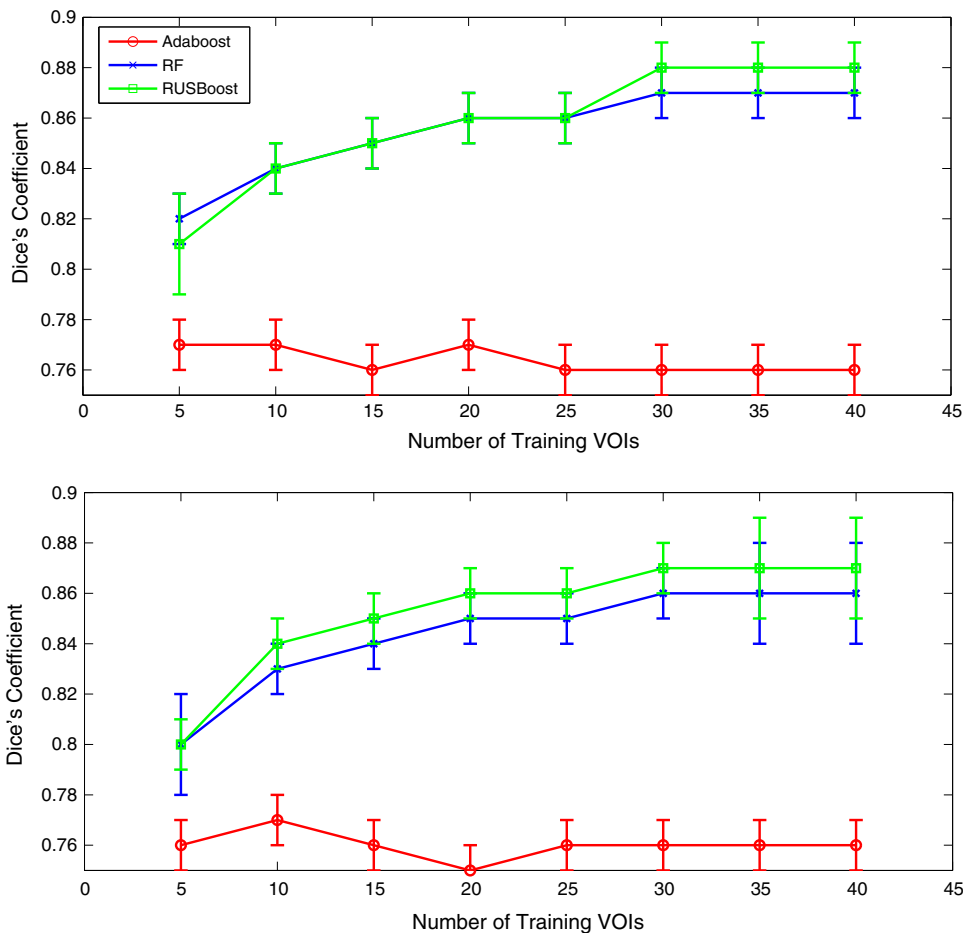 0.9
0.88
0.86
0.84
0.82
0.8
0.78
0.76
Dice's Coefficient
Adaboost
RF
RUSBoost
0 5 10 15 20 25 30 35 40 45
Number of Training VOIs
0.9
0.88
0.86
0.84
0.82
0.8
0.78
0.76
Dice's Coefficient
0 5 10 15 20 25 30 35 40 45
Number of Training VOIs